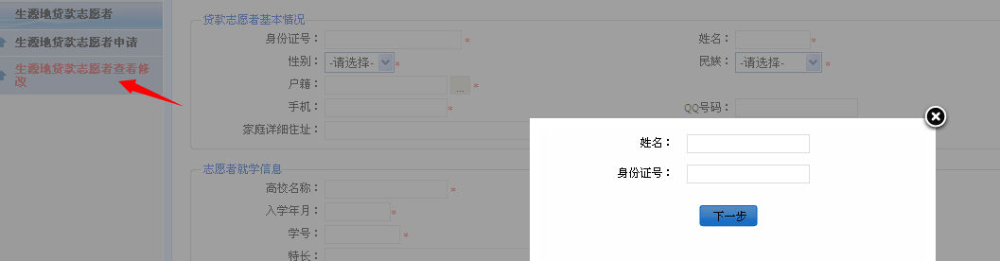 生源地贷款志愿者
生源地贷款志愿者申请
生源地贷款志愿者查看修
改
贷款志愿者基本情况
身份证号： * 姓名： *
性别： -请选择- * 民族： -请选择- *
户籍： ... *
手机： * QQ号码：
家庭详细住址：
志愿者就学信息
高校名称： *
入学年月： *
学号： *
特长：
姓名：
身份证号：
下一步